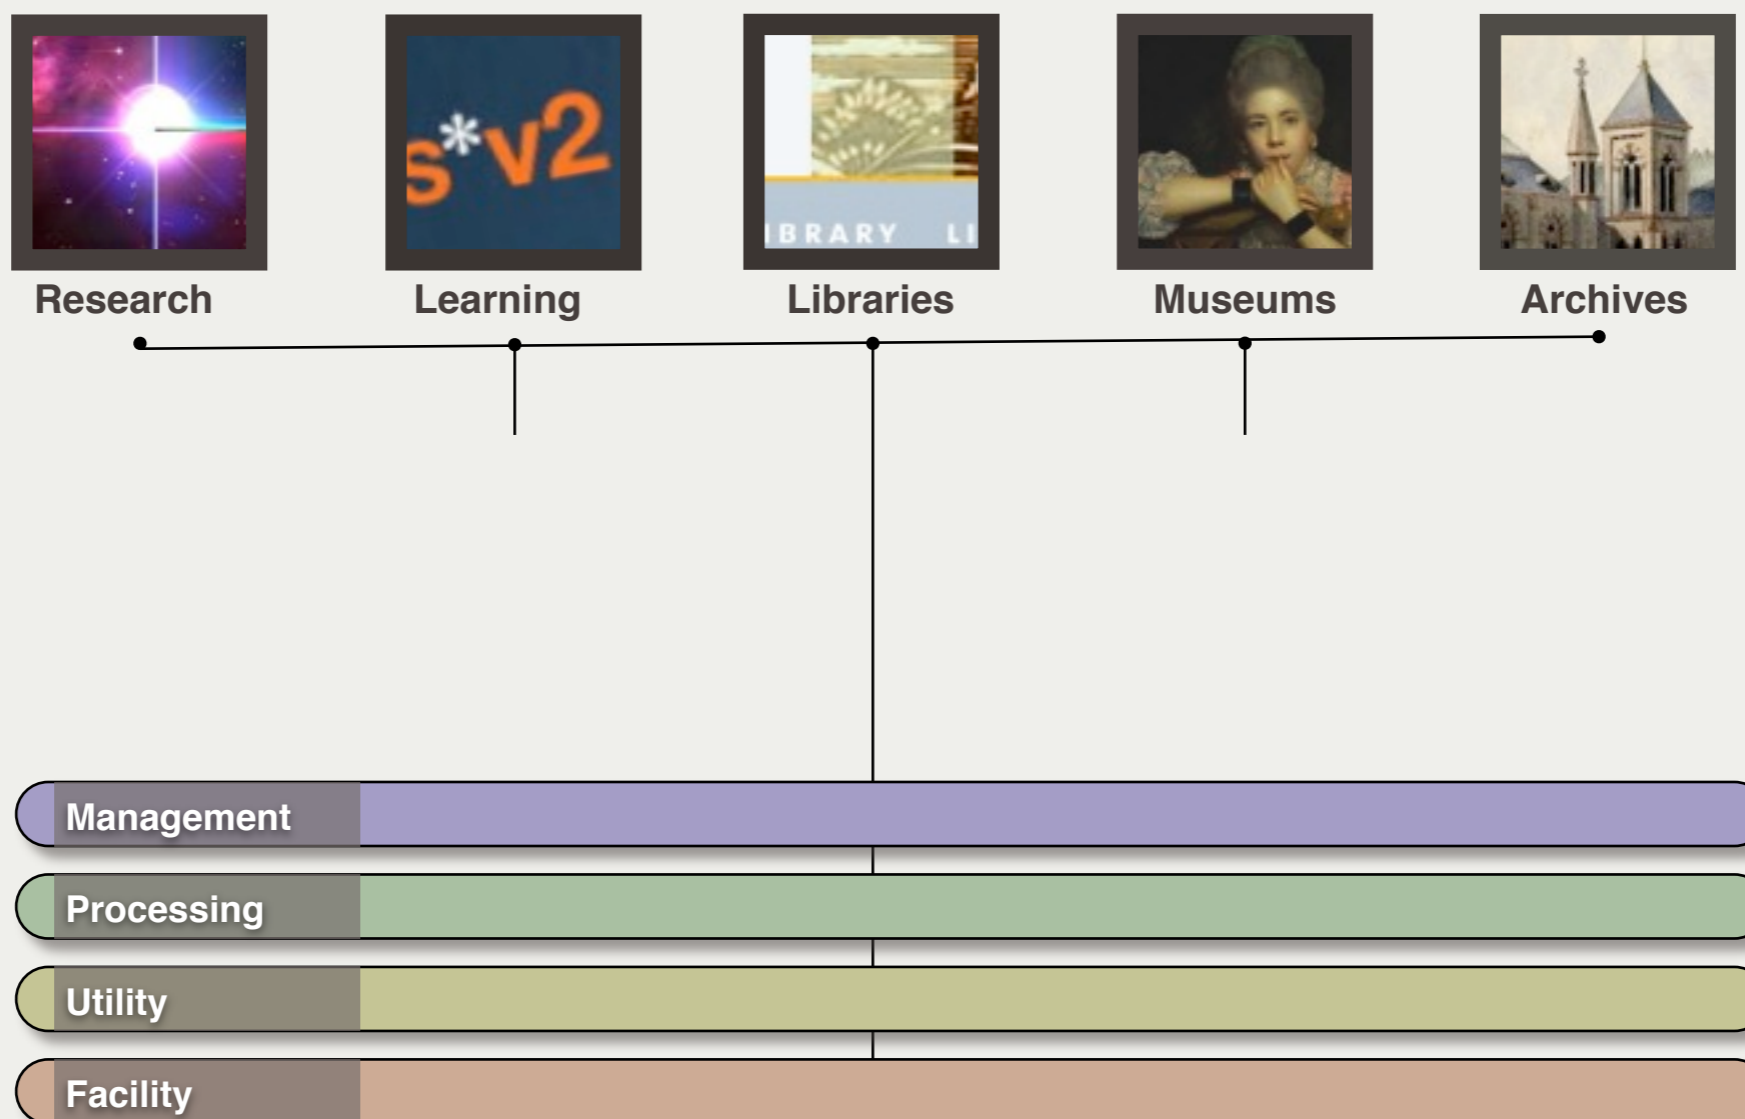 s*v2
IBRARY LI
Research
Learning
Libraries
Museums
Archives
Management
Processing
Utility
Facility